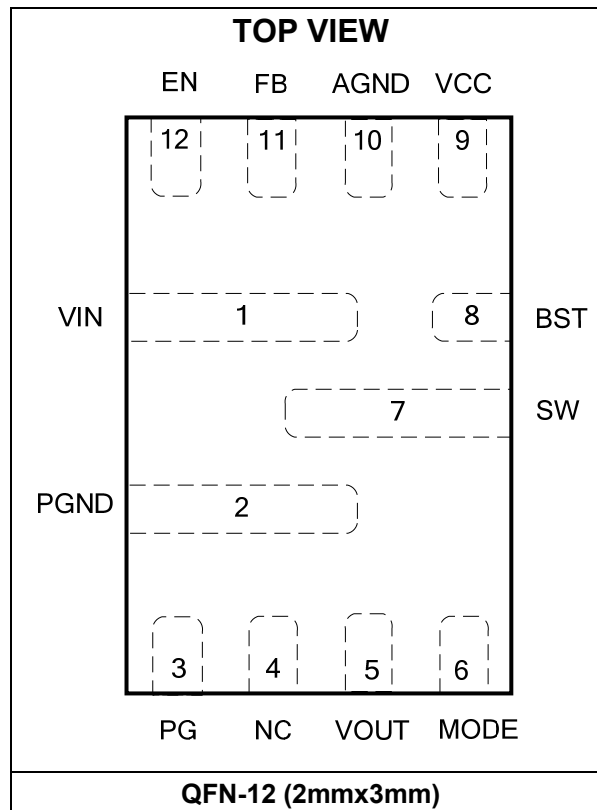 TOP VIEW
EN FB AGND VCC
12 11 10 9
VIN 1 8 BST
7 SW
PGND 2
3 4 5 6
PG NC VOUT MODE
QFN-12 (2mmx3mm)